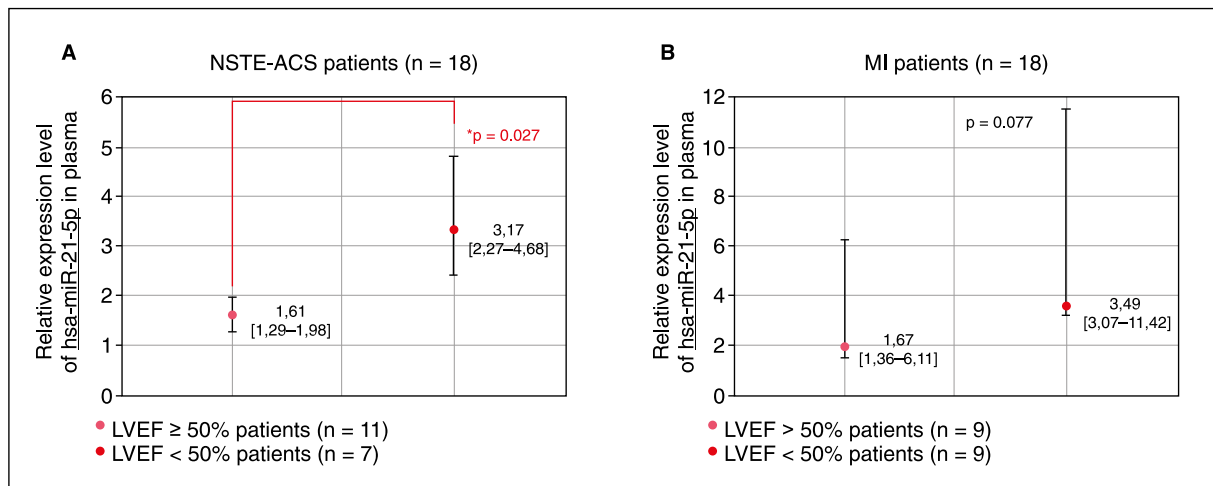 A
NSTE-ACS patients (n = 18)
Relative expression level
of hsa-miR-21-5p in plasma
6
5
4
3
2
1
0
*p = 0.027
3,17
[2,27–4,68]
1,61
[1,29–1,98]
LVEF ≥ 50% patients (n = 11)
LVEF < 50% patients (n = 7)
B
MI patients (n = 18)
Relative expression level
of hsa-miR-21-5p in plasma
12
10
8
6
4
2
0
p = 0.077
3,49
[3,07–11,42]
1,67
[1,36–6,11]
LVEF > 50% patients (n = 9)
LVEF < 50% patients (n = 9)